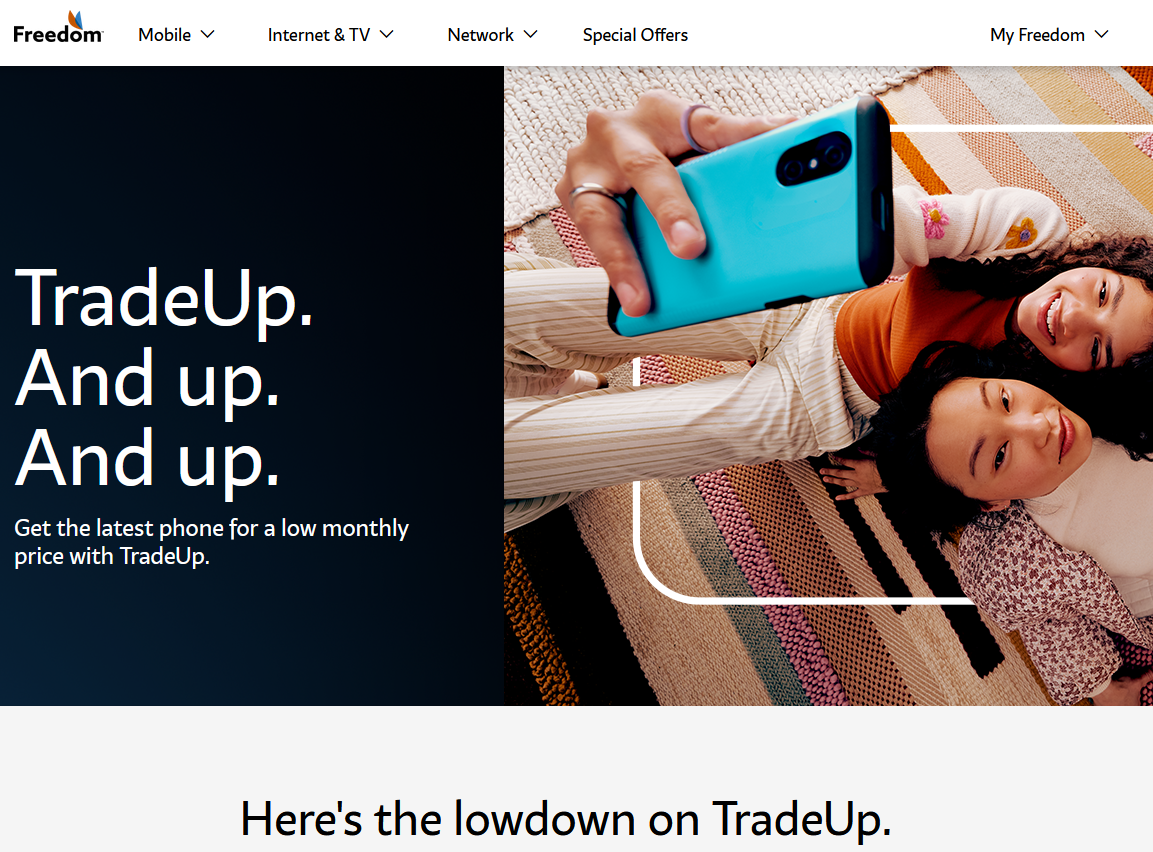 Freedom
Mobile
Internet & TV
Network
Special Offers
My Freedom
TradeUp.
And up.
And up.
Get the latest phone for a low monthly
price with TradeUp.
Here's the lowdown on TradeUp.